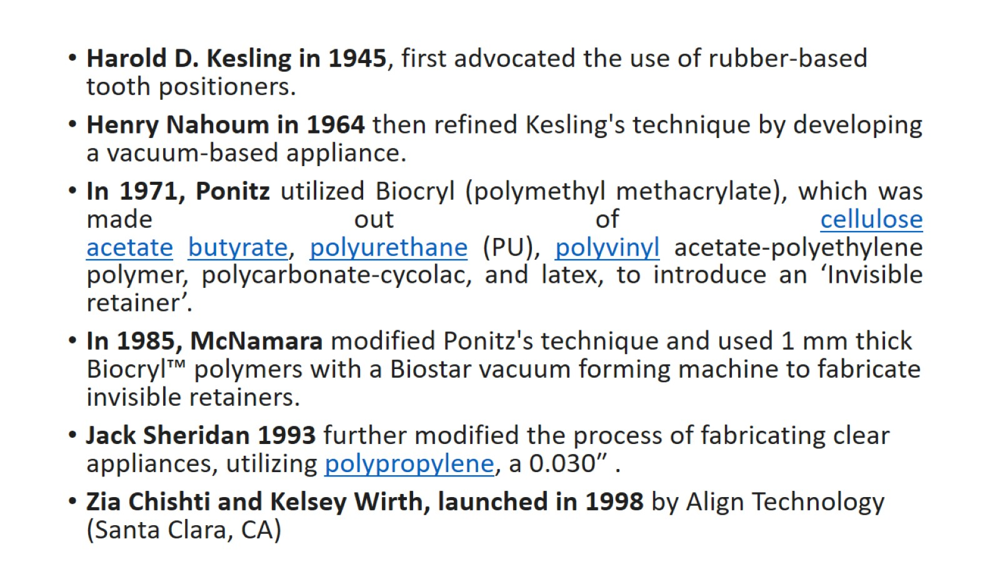 • Harold D. Kesling in 1945, first advocated the use of rubber-based
tooth positioners.
• Henry Nahoum in 1964 then refined Kesling's technique by developing
a vacuum-based appliance.
• In 1971, Ponitz utilized Biocryl (polymethyl methacrylate), which was
made out of cellulose
acetate butyrate, polyurethane (PU), polyvinyl acetate-polyethylene
polymer, polycarbonate-cycolac, and latex, to introduce an ‘Invisible
retainer’.
• In 1985, McNamara modified Ponitz's technique and used 1 mm thick
Biocryl™ polymers with a Biostar vacuum forming machine to fabricate
invisible retainers.
• Jack Sheridan 1993 further modified the process of fabricating clear
appliances, utilizing polypropylene, a 0.030″ .
• Zia Chishti and Kelsey Wirth, launched in 1998 by Align Technology
(Santa Clara, CA)